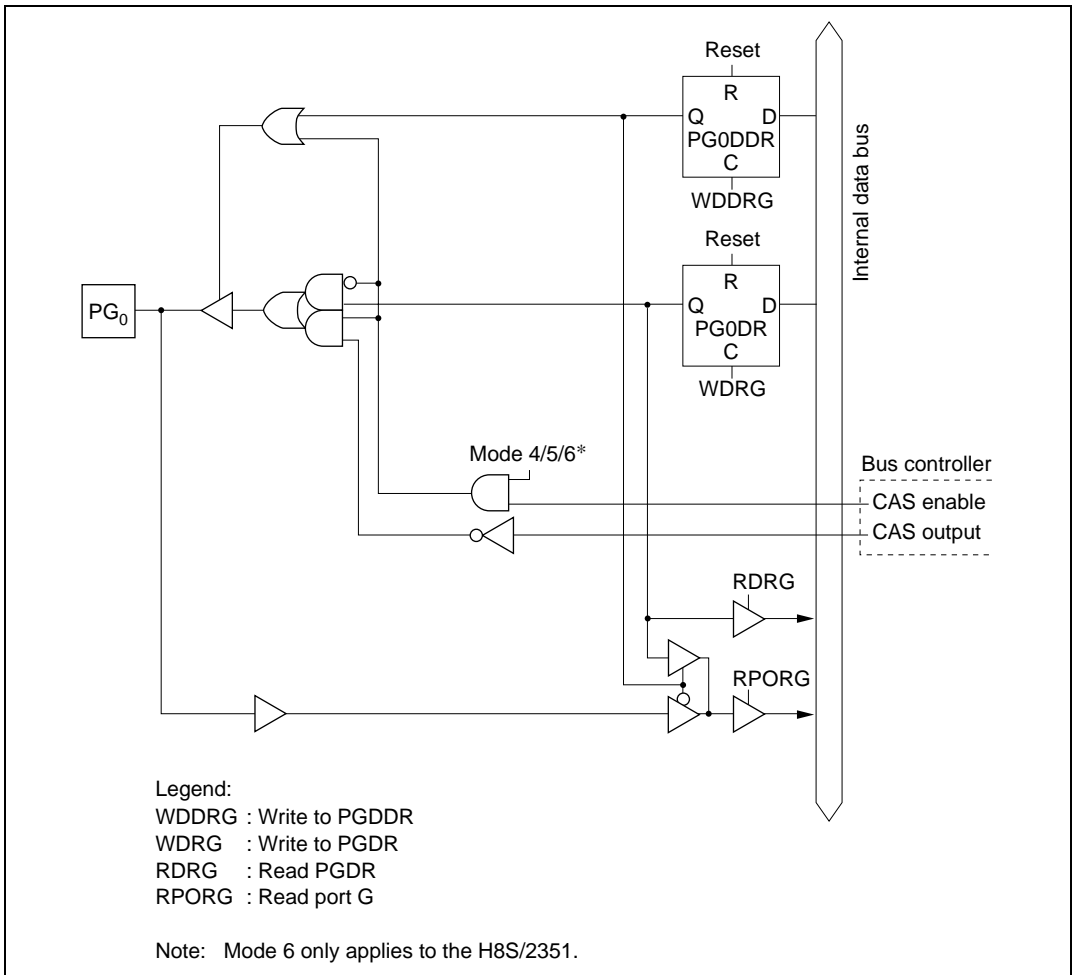 Reset
R
Q D
PG0DDR
C
WDDRG
Internal data bus
Reset
R
Q D
PG0DR
C
WDRG
PG0
Mode 4/5/6*
Bus controller
CAS enable
CAS output
RDRG
RPORG
Legend:
WDDRG : Write to PGDDR
WDRG : Write to PGDR
RDRG : Read PGDR
RPORG : Read port G
Note: Mode 6 only applies to the H8S/2351.